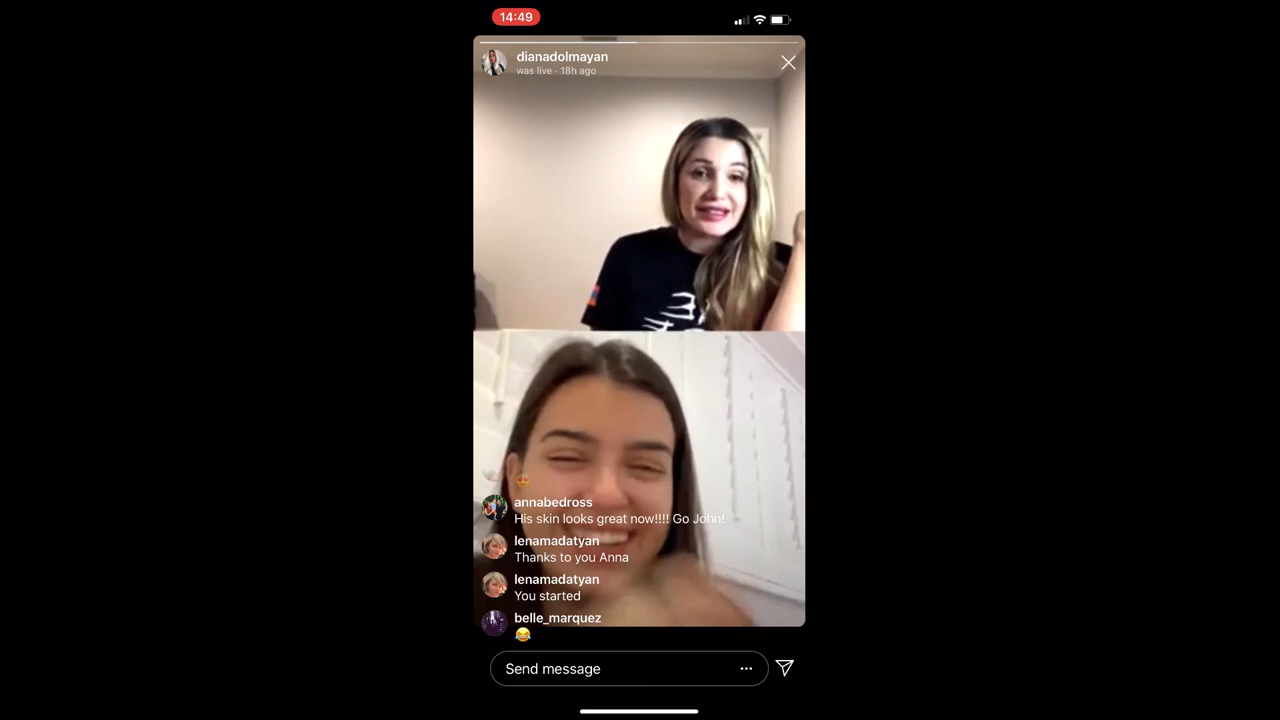 14:49
dianadolmayan
was live · 18h ago
😍
annabedross
His skin looks great now!!!! Go John!
lenamadatyan
Thanks to you Anna
lenamadatyan
You started
belle_marquez
😂
Send message